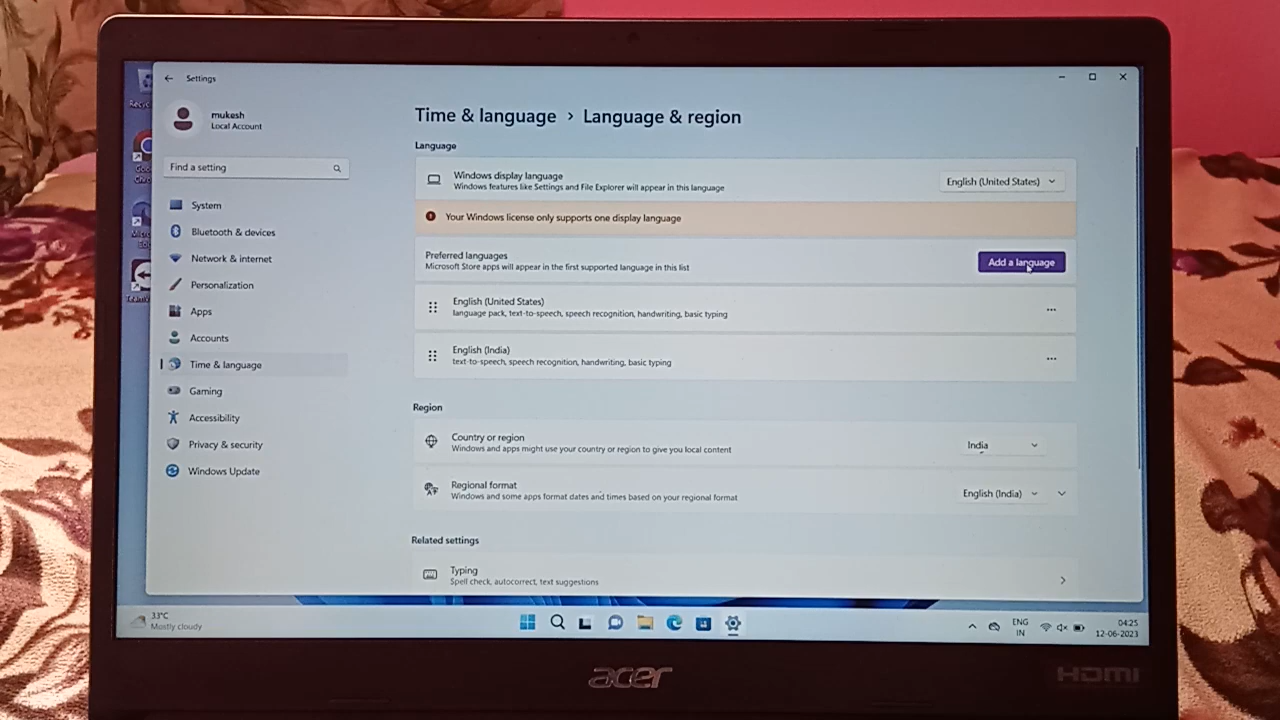 Settings
mukesh
Local Account
Find a setting
System
Bluetooth & devices
Network & internet
Personalization
Apps
Accounts
Time & language
Gaming
Accessibility
Privacy & security
Windows Update
Time & language > Language & region
Language
Windows display language
Windows features like Settings and File Explorer will appear in this language
English (United States)
Your Windows license only supports one display language
Preferred languages
Microsoft Store apps will appear in the first supported language in this list
Add a language
English (United States)
language pack, text-to-speech, speech recognition, handwriting, basic typing
English (India)
text-to-speech, speech recognition, handwriting, basic typing
Region
Country or region
Windows and apps might use your country or region to give you local content
India
Regional format
Windows and some apps format dates and times based on your regional format
English (India)
Related settings
Typing
Spell check, autocorrect, text suggestions
33°C
Mostly cloudy
ENG
IN
04:25
12-06-2023
acer
HDMI